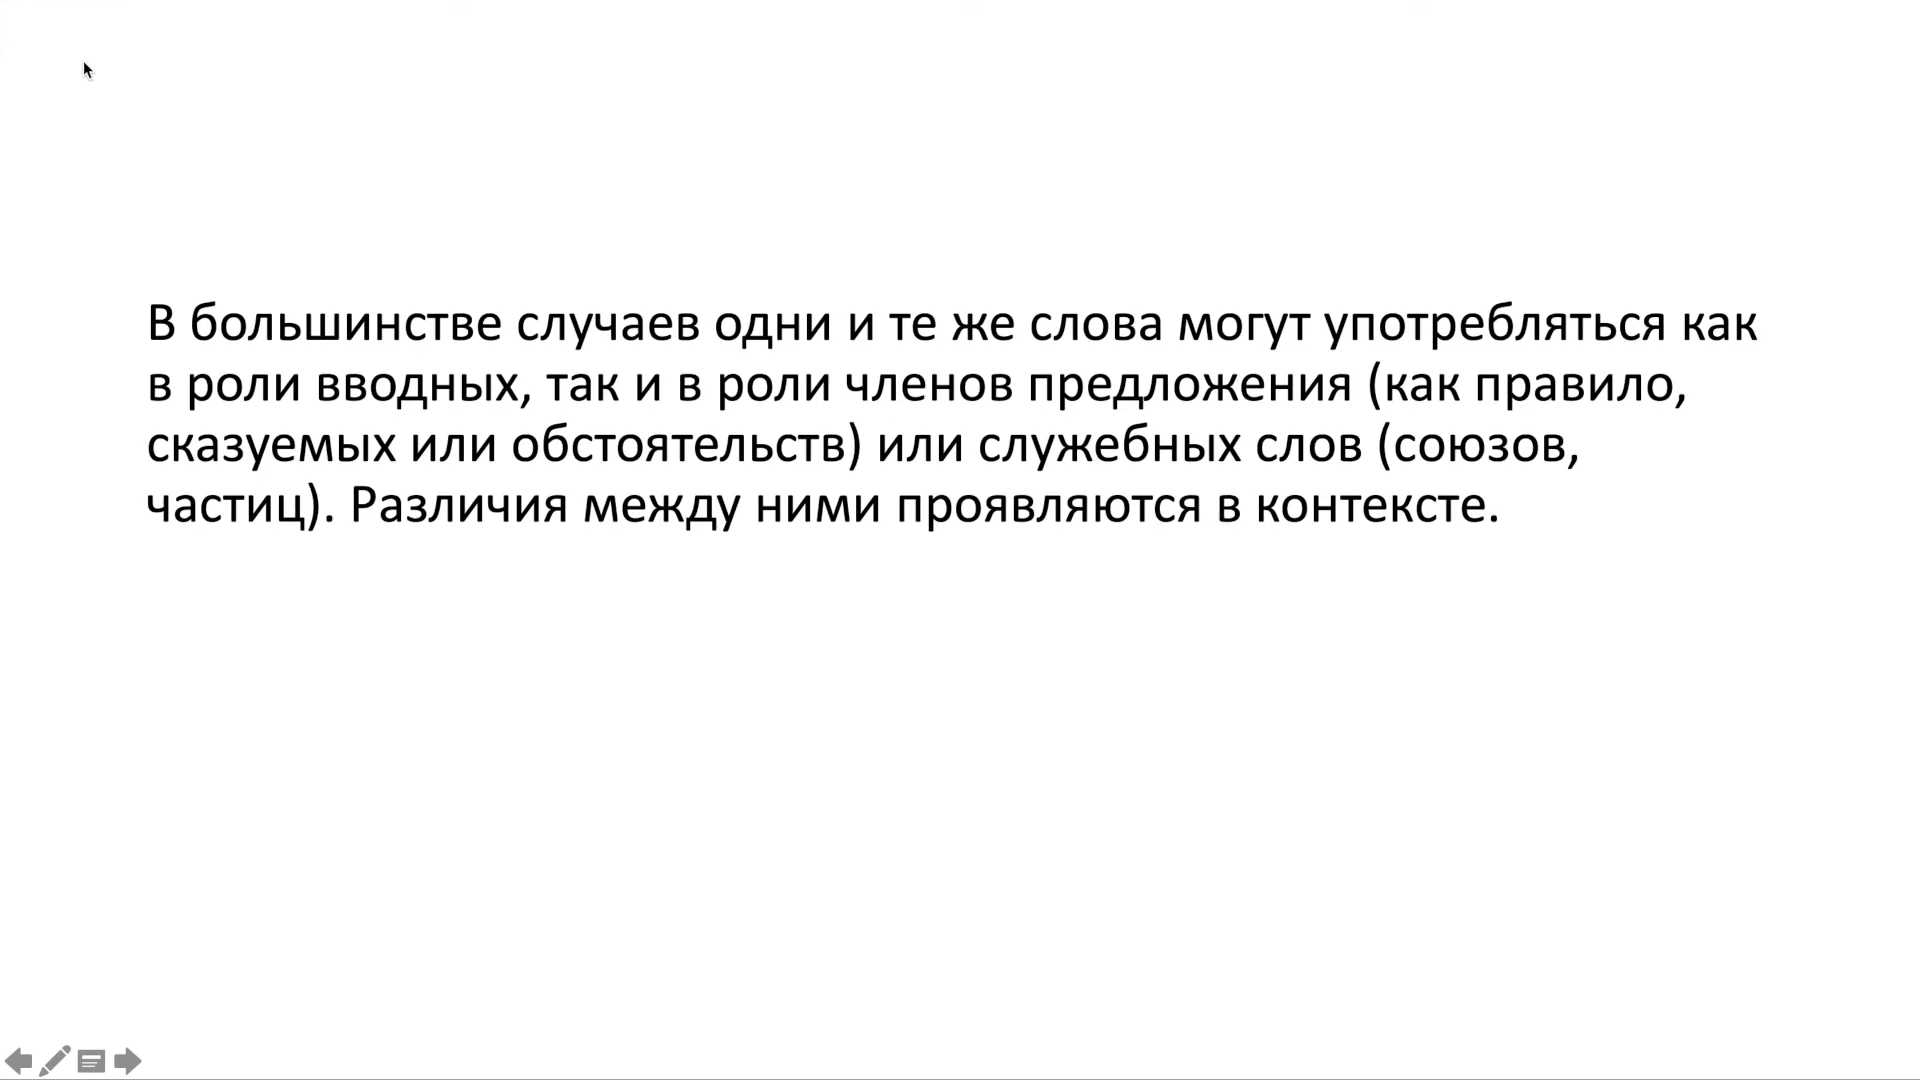 В большинстве случаев одни и те же слова могут употребляться как
в роли вводных, так и в роли членов предложения (как правило,
сказуемых или обстоятельств) или служебных слов (союзов,
частиц). Различия между ними проявляются в контексте.